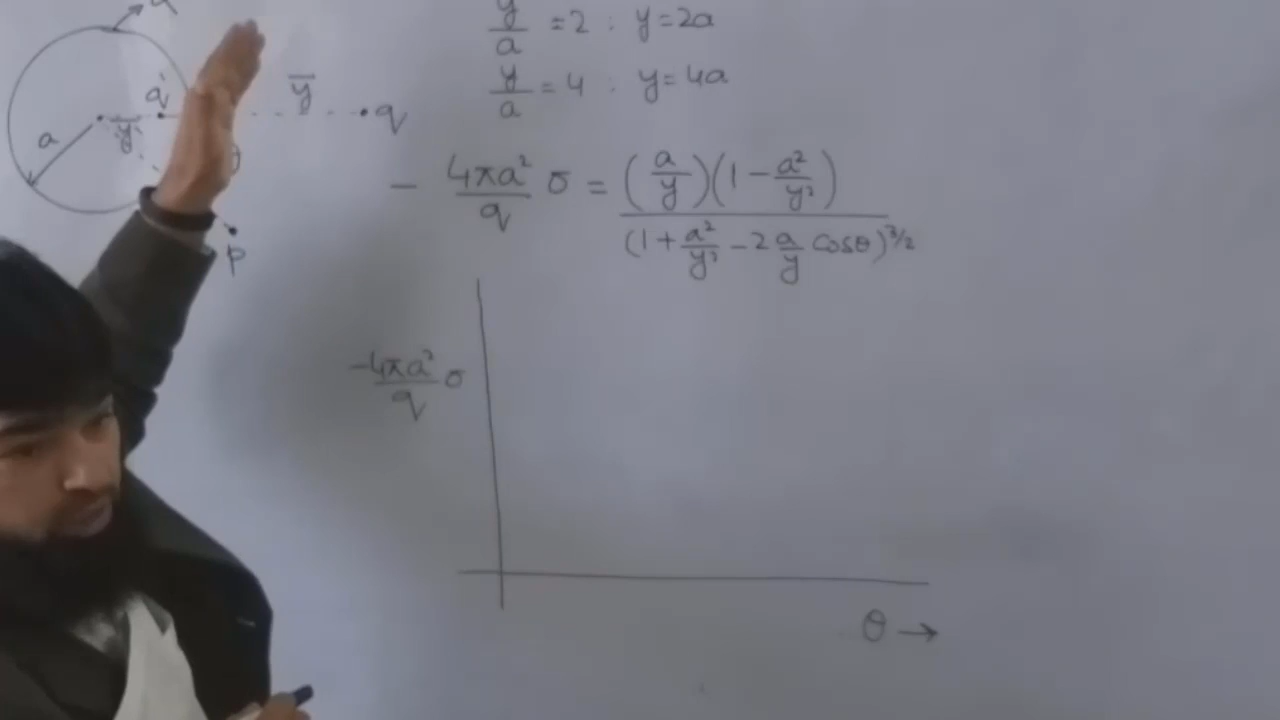 y/a = 2 : y = 2a
y/a = 4 : y = 4a
q' ȳ q
a y'
p
- 4πa²/q σ = (a/y)(1 - a²/y²) / (1 + a²/y² - 2 a/y Cosθ)^3/2
-4πa²/q σ
θ →